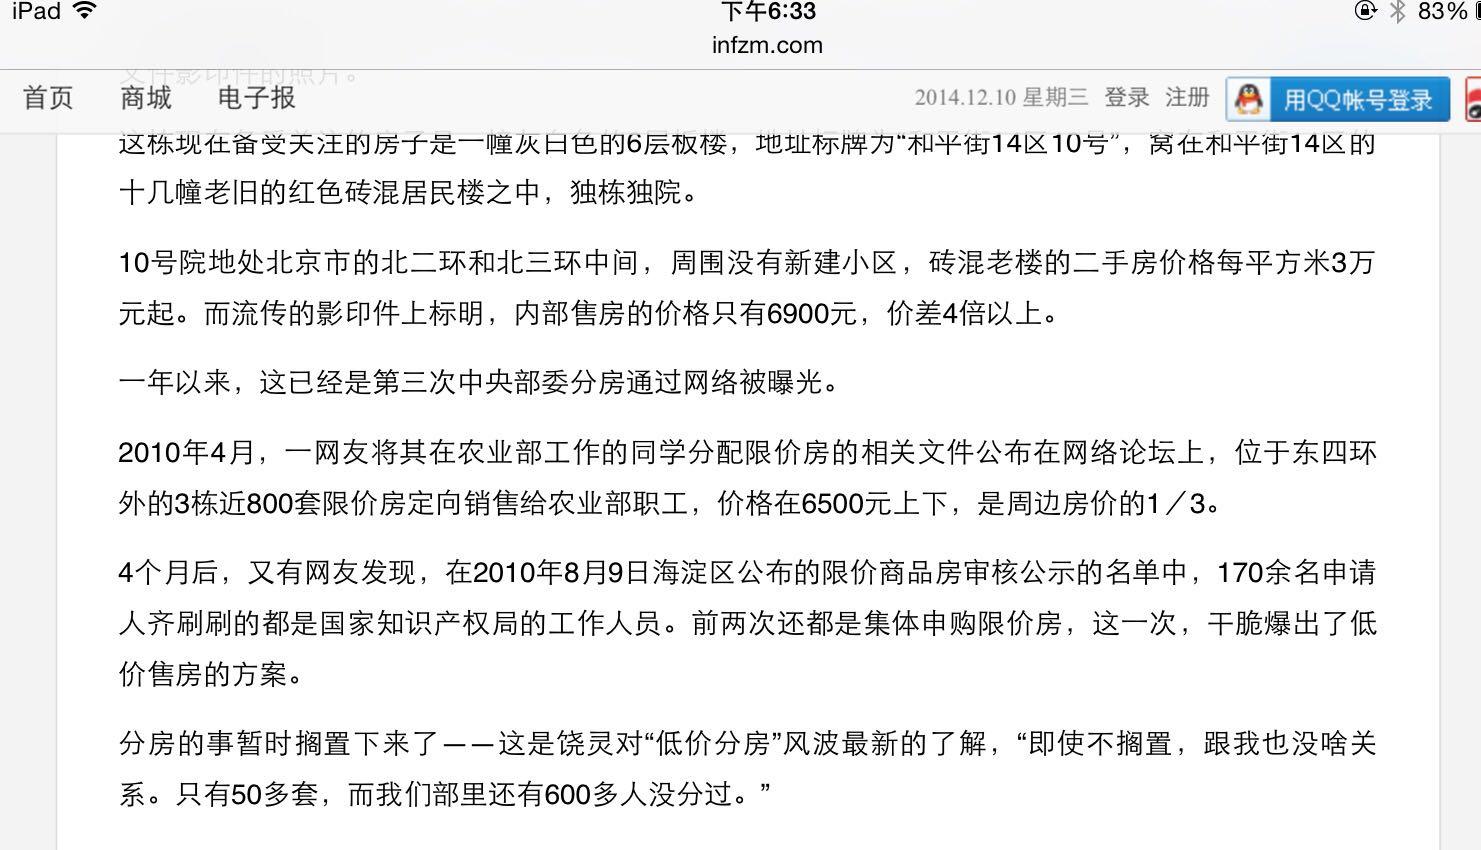 iPad
下午6:33
83%
infzm.com
文件影印件的照片。
首页 商城 电子报
2014.12.10 星期三 登录 注册 用QQ帐号登录
这栋现在备受关注的房子是一幢灰白色的6层板楼，地址标牌为“和平街14区10号”，窝在和平街14区的
十几幢老旧的红色砖混居民楼之中，独栋独院。
10号院地处北京市的北二环和北三环中间，周围没有新建小区，砖混老楼的二手房价格每平方米3万
元起。而流传的影印件上标明，内部售房的价格只有6900元，价差4倍以上。
一年以来，这已经是第三次中央部委分房通过网络被曝光。
2010年4月，一网友将其在农业部工作的同学分配限价房的相关文件公布在网络论坛上，位于东四环
外的3栋近800套限价房定向销售给农业部职工，价格在6500元上下，是周边房价的1／3。
4个月后，又有网友发现，在2010年8月9日海淀区公布的限价商品房审核公示的名单中，170余名申请
人齐刷刷的都是国家知识产权局的工作人员。前两次还都是集体申购限价房，这一次，干脆爆出了低
价售房的方案。
分房的事暂时搁置下来了——这是饶灵对“低价分房”风波最新的了解，“即使不搁置，跟我也没啥关
系。只有50多套，而我们部里还有600多人没分过。”